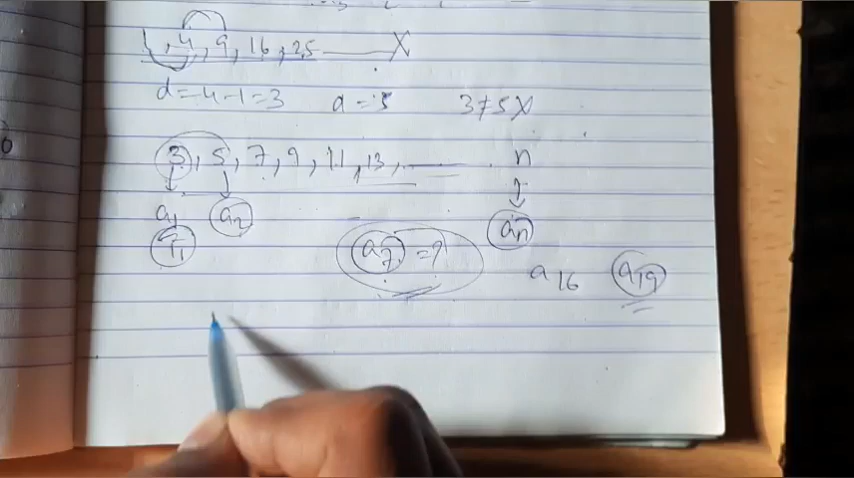 1, 4, 9, 16, 25 ——— X
d=4-1=3 a=5 3≠5 X
3, 5, 7, 9, 11, 13, ——— n
a1 a2 an
T1 a7 =?
a16 a19